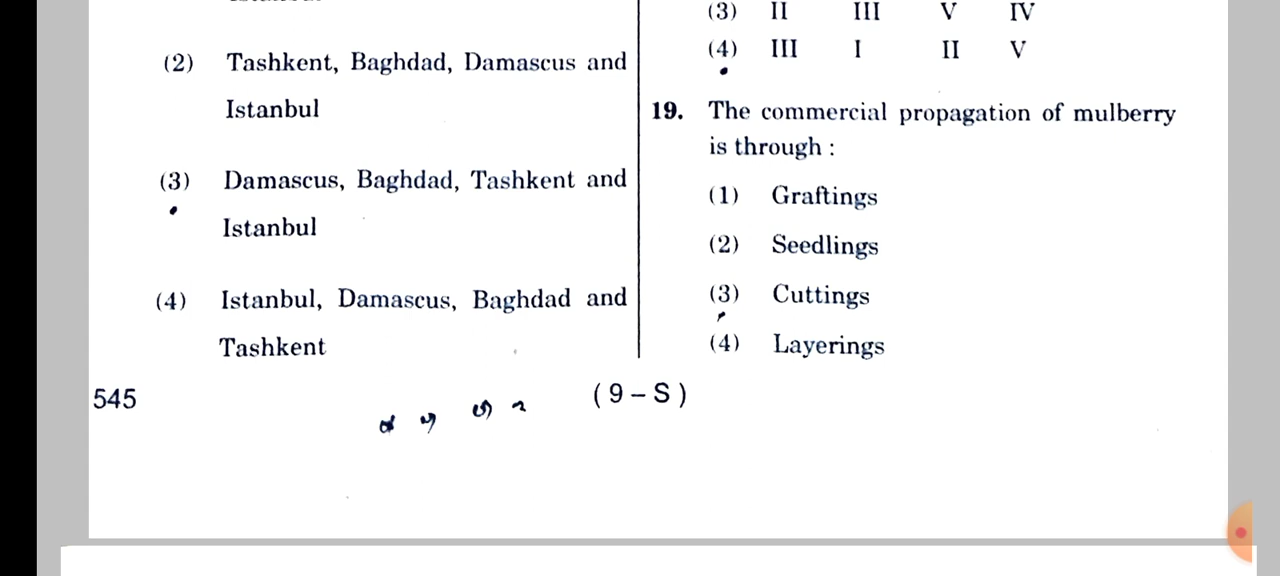 (2) Tashkent, Baghdad, Damascus and
Istanbul
(3) Damascus, Baghdad, Tashkent and
Istanbul
(4) Istanbul, Damascus, Baghdad and
Tashkent
(3) II III V IV
(4) III I II V
19. The commercial propagation of mulberry
is through :
(1) Graftings
(2) Seedlings
(3) Cuttings
(4) Layerings
545
( 9 – S )